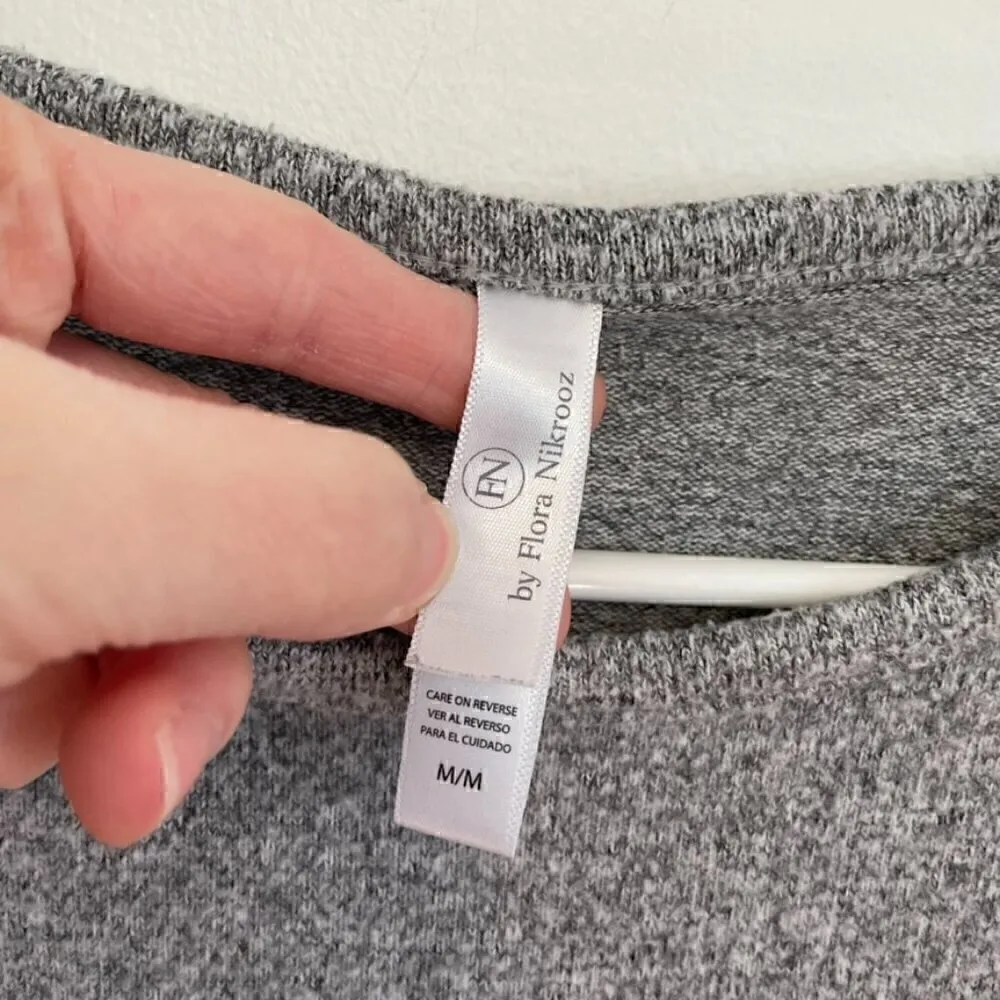 FN
by Flora Nikrooz
CARE ON REVERSE
VER AL REVERSO
PARA EL CUIDADO
M/M